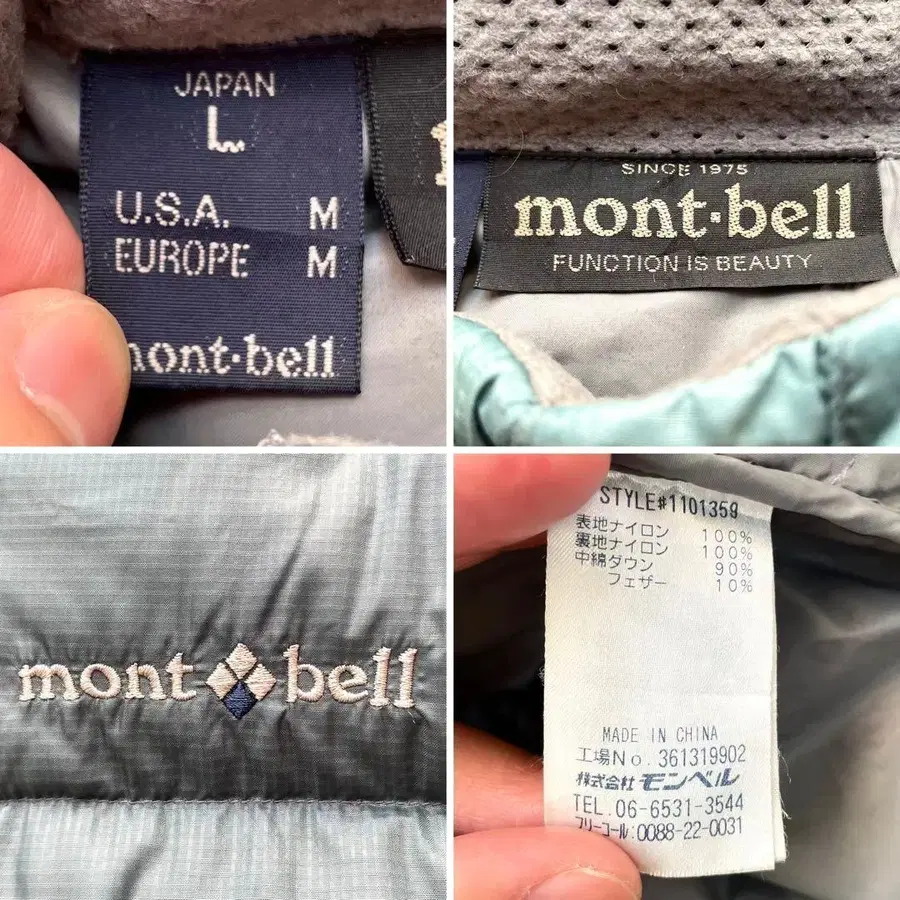 JAPAN
L
U.S.A. M
EUROPE M
mont·bell
SINCE 1975
mont·bell
FUNCTION IS BEAUTY
mont bell
STYLE#1101359
表地ナイロン 100%
裏地ナイロン 100%
中綿ダウン 90%
フェザー 10%
MADE IN CHINA
工場No. 361319902
株式会社 モンベル
TEL. 06-6531-3544
フリーコール:0088-22-0031